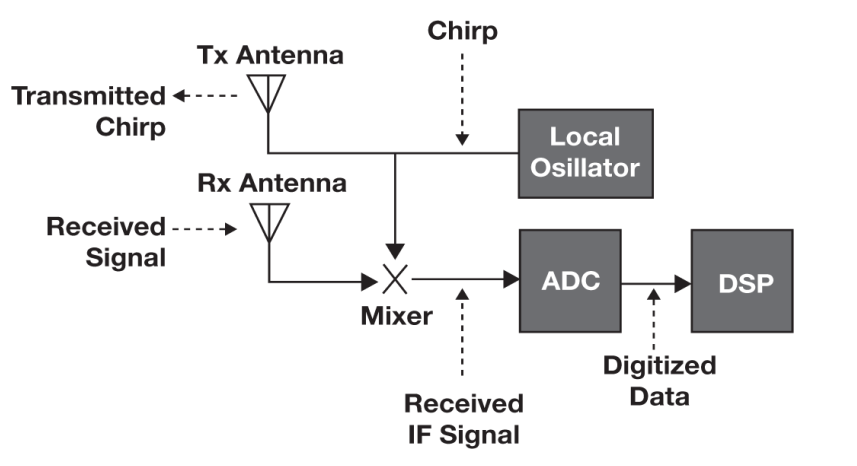 Chirp
Tx Antenna
Transmitted
Chirp
Local
Osillator
Rx Antenna
Received
Signal
ADC
DSP
Mixer
Digitized
Data
Received
IF Signal